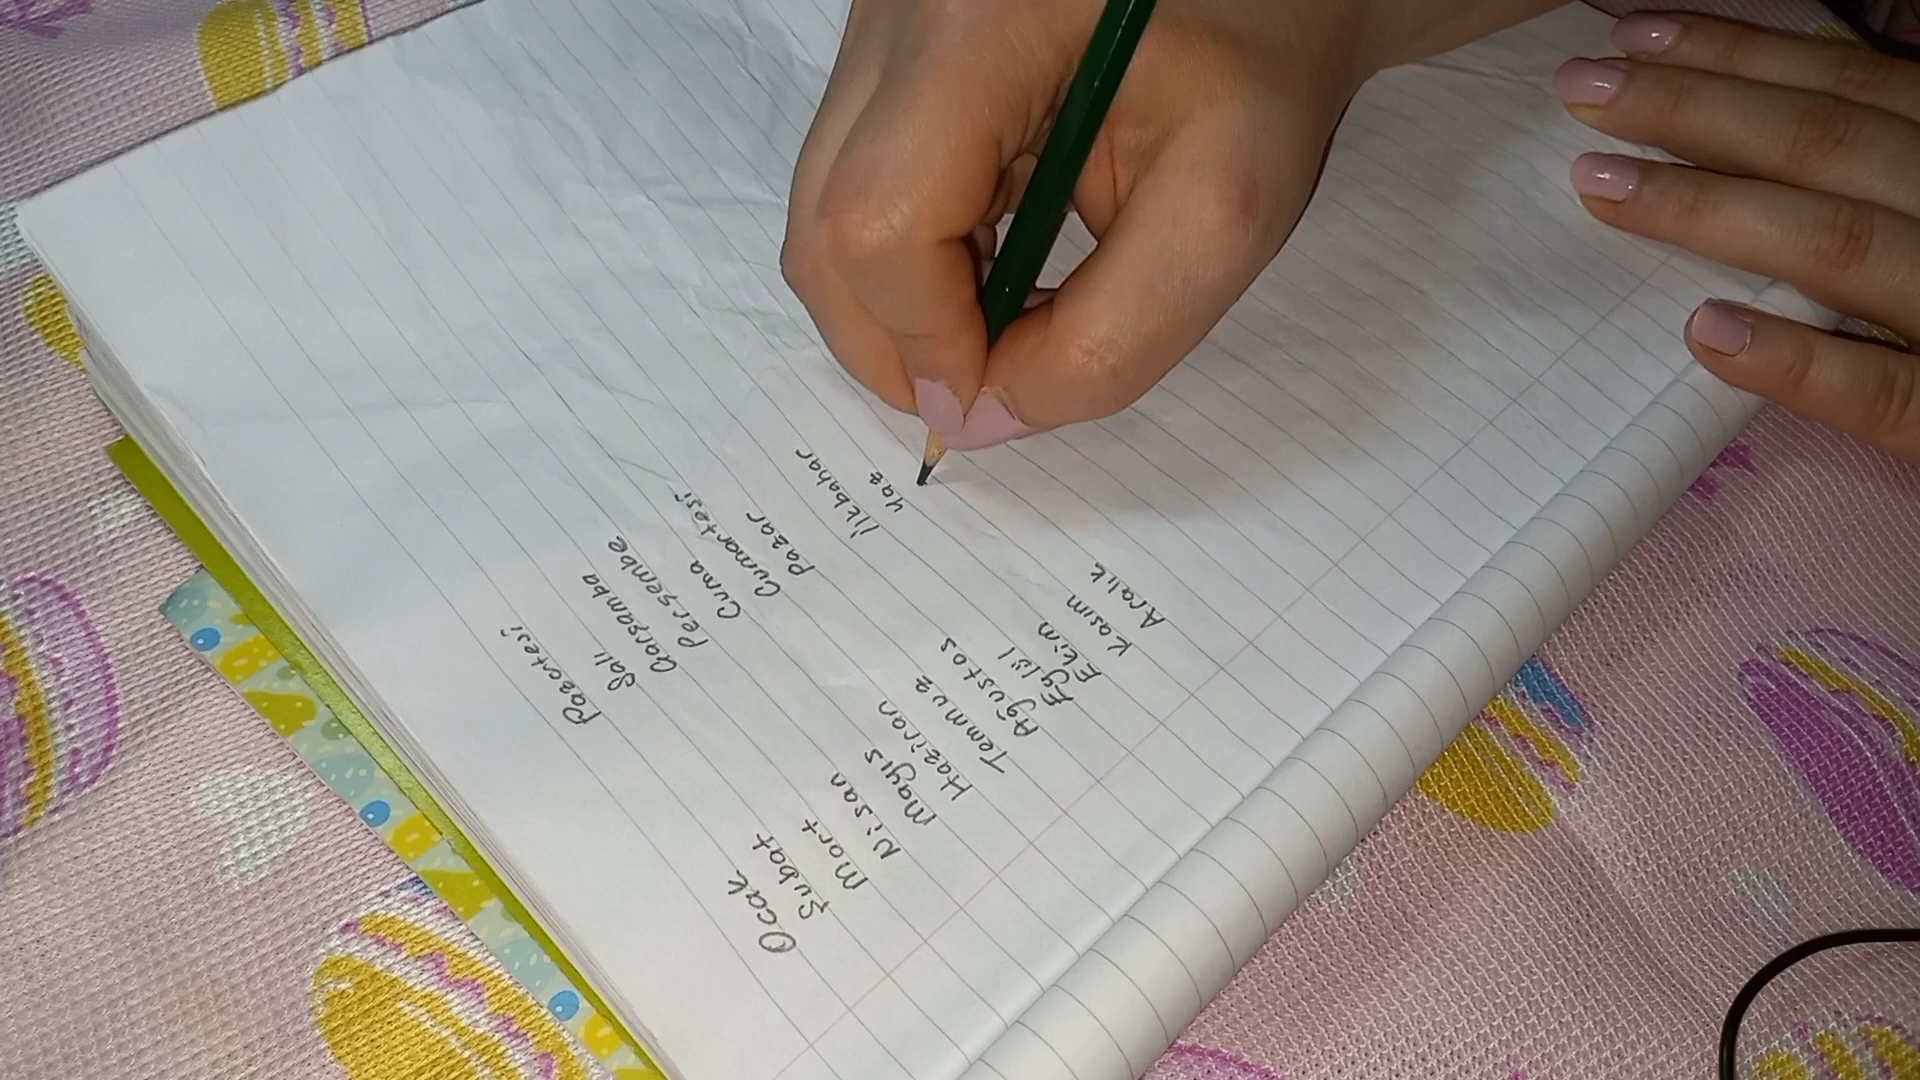 Ocak
Şubat
Mart
Nisan
Mayıs
Haziran
Temmuz
Ağustos
Eylül
Ekim
Kasım
Aralık
Pazartesi
Salı
Çarşamba
Perşembe
Cuma
Cumartesi
Pazar
İlkbahar
Yaz